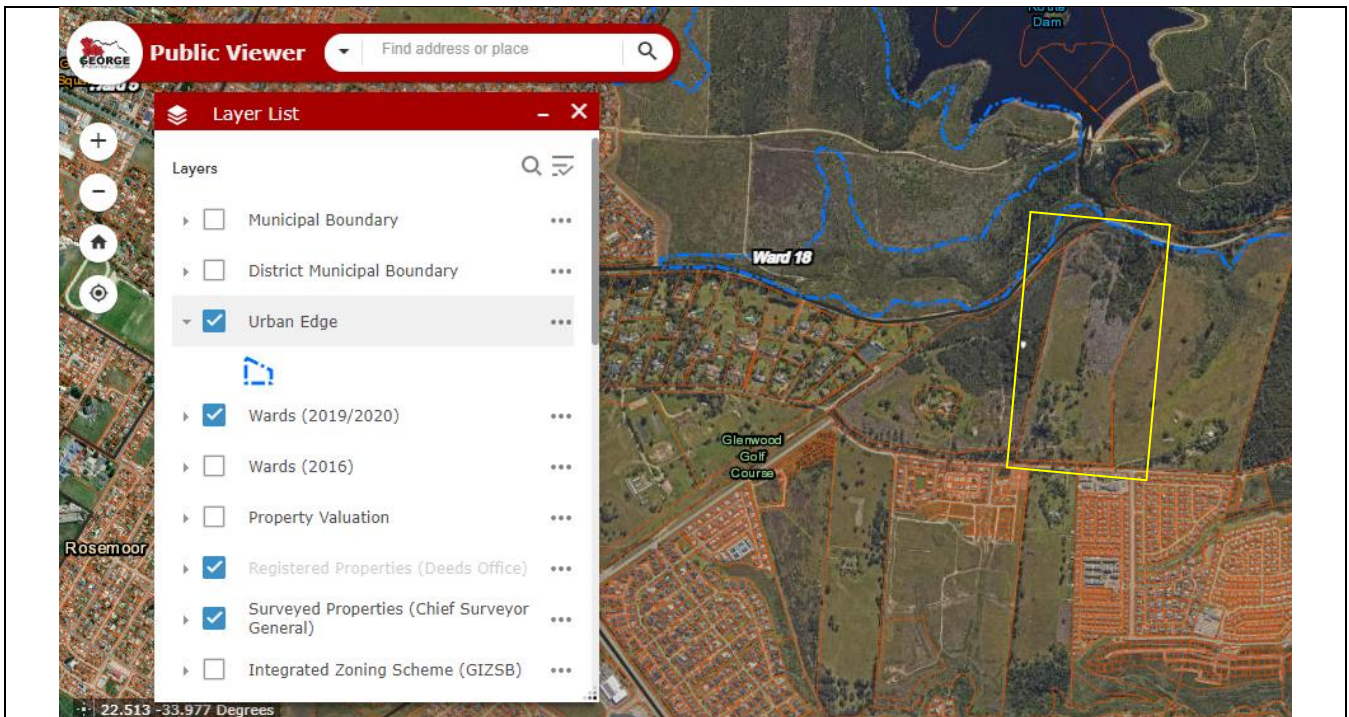 GEORGE
Public Viewer
Find address or place
Dam
Layer List
Layers
Municipal Boundary
District Municipal Boundary
Urban Edge
Wards (2019/2020)
Wards (2016)
Property Valuation
Registered Properties (Deeds Office)
Surveyed Properties (Chief Surveyor
General)
Integrated Zoning Scheme (GIZSB)
Ward 18
Glenwood
Golf
Course
Rosemoor
22.513 -33.977 Degrees